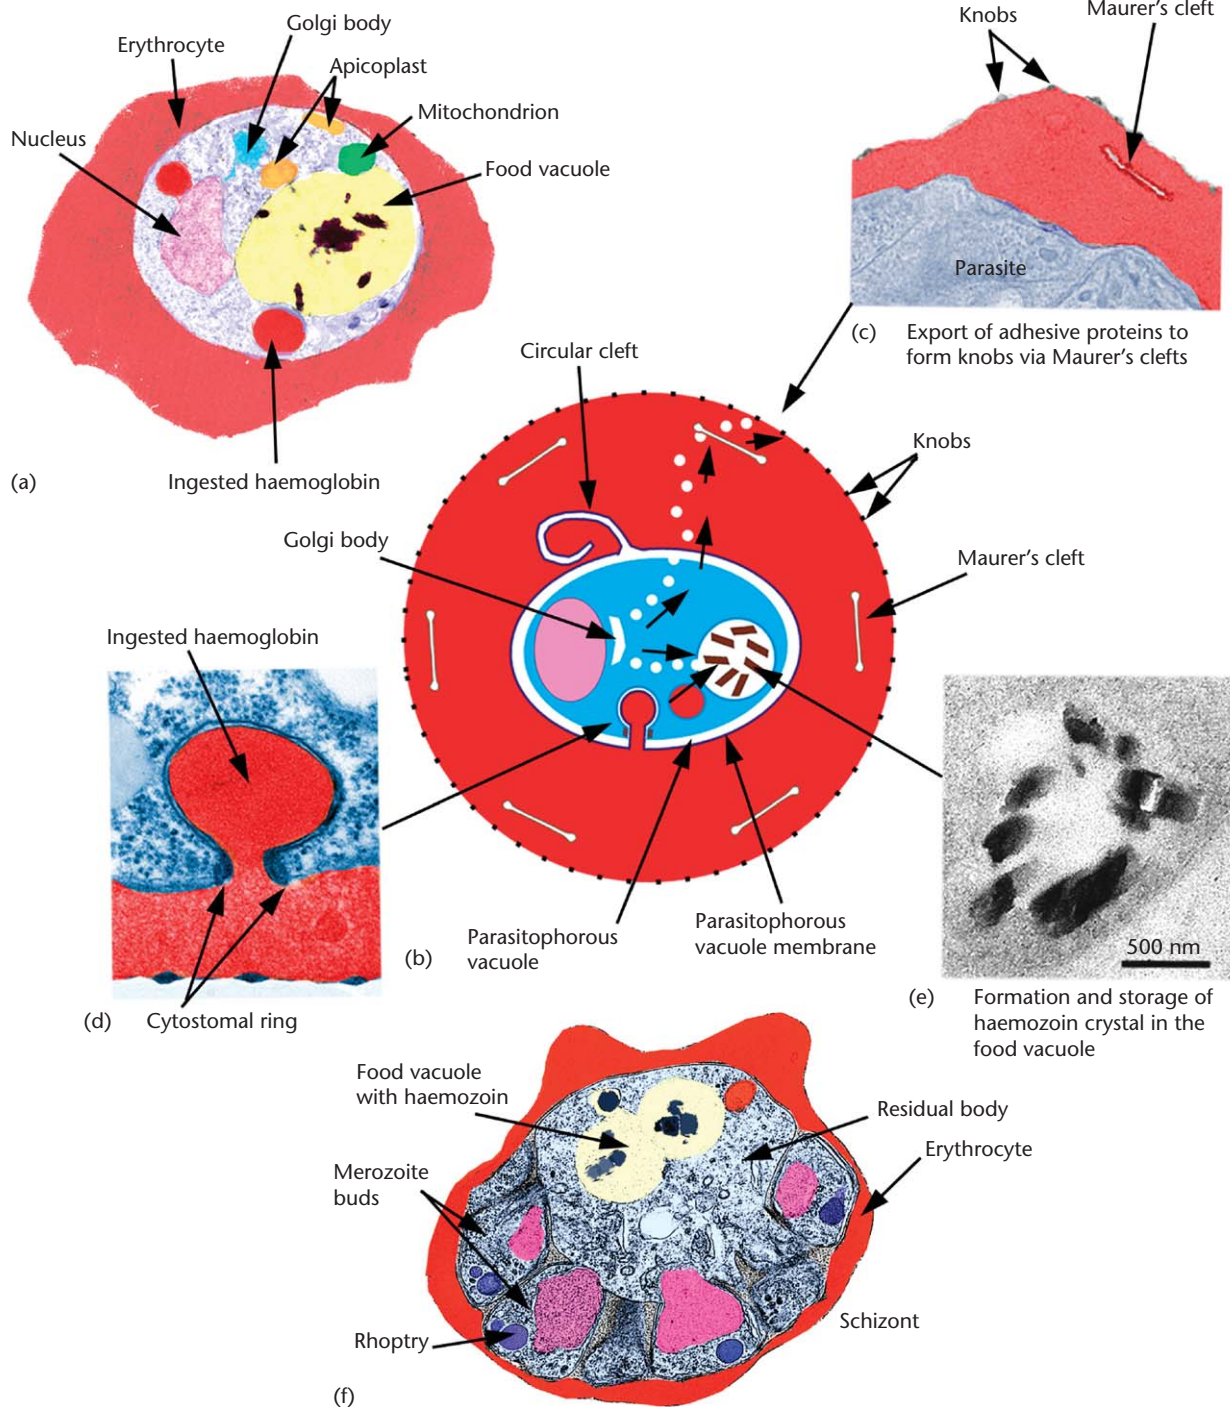 Golgi body
Erythrocyte
Apicoplast
Mitochondrion
Nucleus
Food vacuole
Ingested haemoglobin
(a)
Knobs
Maurer's cleft
Parasite
(c) Export of adhesive proteins to
form knobs via Maurer's clefts
Circular cleft
Knobs
Golgi body
Maurer's cleft
Parasitophorous
vacuole
Parasitophorous
vacuole membrane
(b)
Ingested haemoglobin
(d) Cytostomal ring
500 nm
(e) Formation and storage of
haemozoin crystal in the
food vacuole
Food vacuole
with haemozoin
Residual body
Erythrocyte
Merozoite
buds
Rhoptry
Schizont
(f)